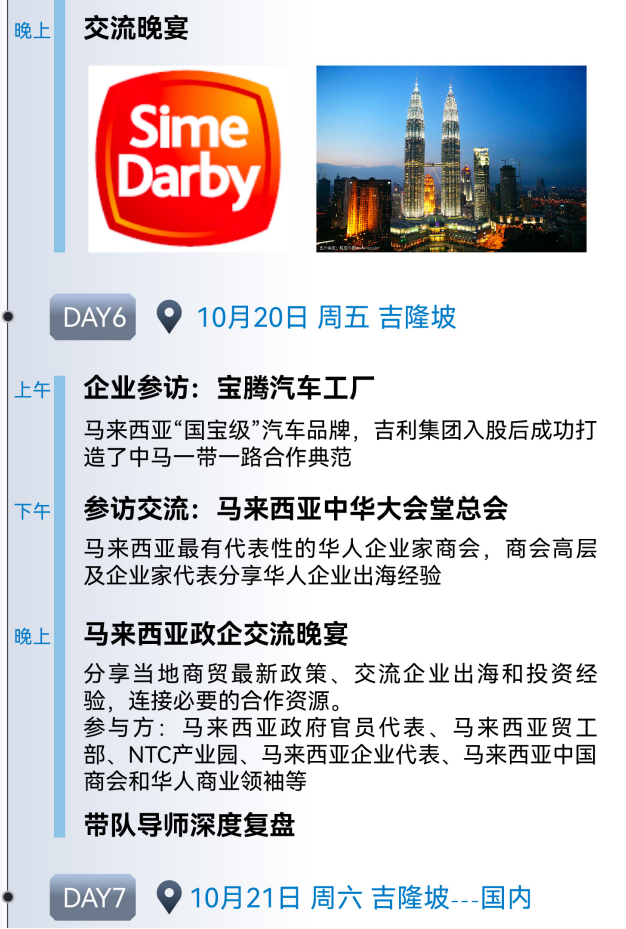 晚上
交流晚宴
Sime
Darby
DAY6
10月20日 周五 吉隆坡
上午
企业参访：宝腾汽车工厂
马来西亚“国宝级”汽车品牌，吉利集团入股后成功打
造了中马一带一路合作典范
下午
参访交流：马来西亚中华大会堂总会
马来西亚最有代表性的华人企业家商会，商会高层
及企业家代表分享华人企业出海经验
晚上
马来西亚政企交流晚宴
分享当地商贸最新政策、交流企业出海和投资经
验，连接必要的合作资源。
参与方：马来西亚政府官员代表、马来西亚贸工
部、NTC产业园、马来西亚企业代表、马来西亚中国
商会和华人商业领袖等
带队导师深度复盘
DAY7
10月21日 周六 吉隆坡---国内